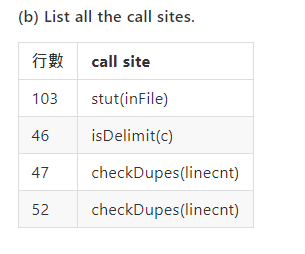 (b) List all the call sites.
行數 call site
103 stut(inFile)
46 isDelimit(c)
47 checkDupes(linecnt)
52 checkDupes(linecnt)